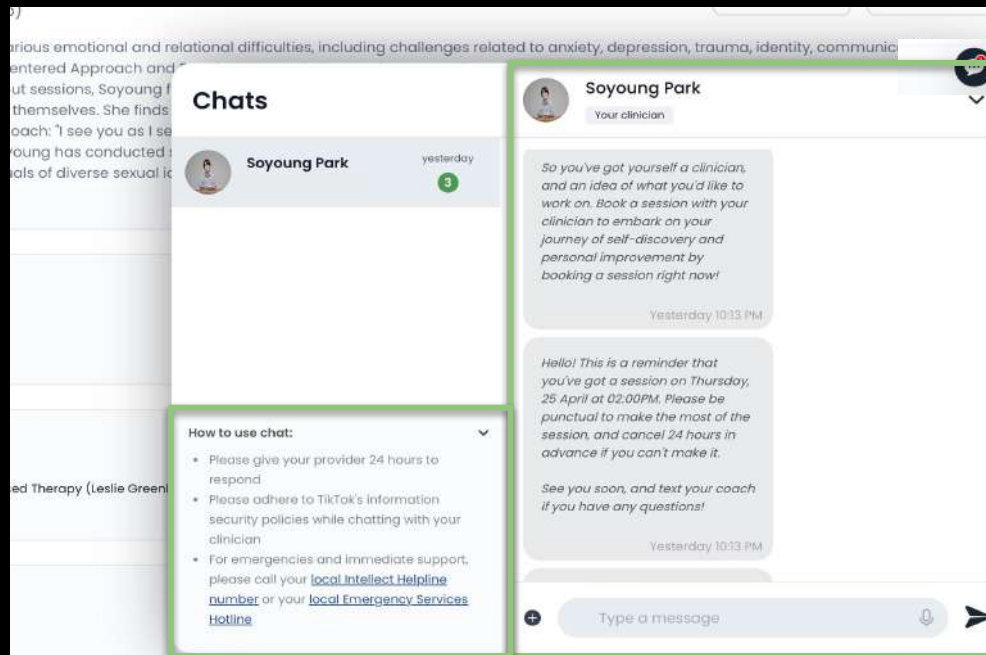 rious emotional and relational difficulties, including challenges related to anxiety, depression, trauma, identity, communic
entered Approach and
ut sessions, Soyoung f
themselves. She finds
oach: "I see you as I se
young has conducted
als of diverse sexual id
ed Therapy (Leslie Greenb
Chats
Soyoung Park
yesterday
3
How to use chat:
• Please give your provider 24 hours to
respond
• Please adhere to TikTok's information
security policies while chatting with your
clinician
• For emergencies and immediate support,
please call your local Intellect Helpline
number or your local Emergency Services
Hotline
Soyoung Park
Your clinician
So you've got yourself a clinician,
and an idea of what you'd like to
work on. Book a session with your
clinician to embark on your
journey of self-discovery and
personal improvement by
booking a session right now!
Yesterday 10:13 PM
Hello! This is a reminder that
you've got a session on Thursday,
25 April at 02:00PM. Please be
punctual to make the most of the
session, and cancel 24 hours in
advance if you can't make it.
See you soon, and text your coach
if you have any questions!
Yesterday 10:13 PM
Type a message